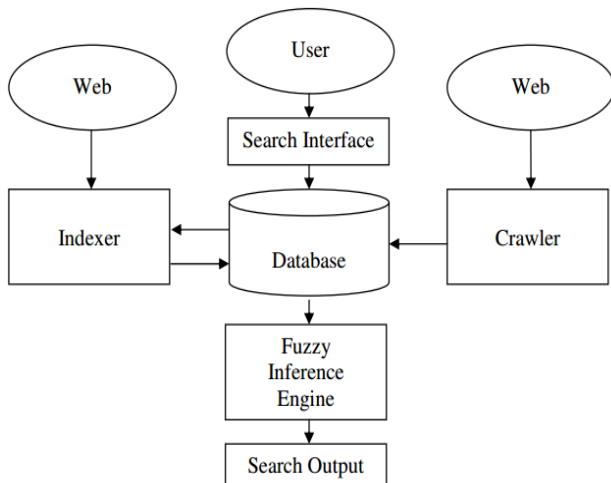 User
Web
Web
Search Interface
Indexer
Database
Crawler
Fuzzy
Inference
Engine
Search Output